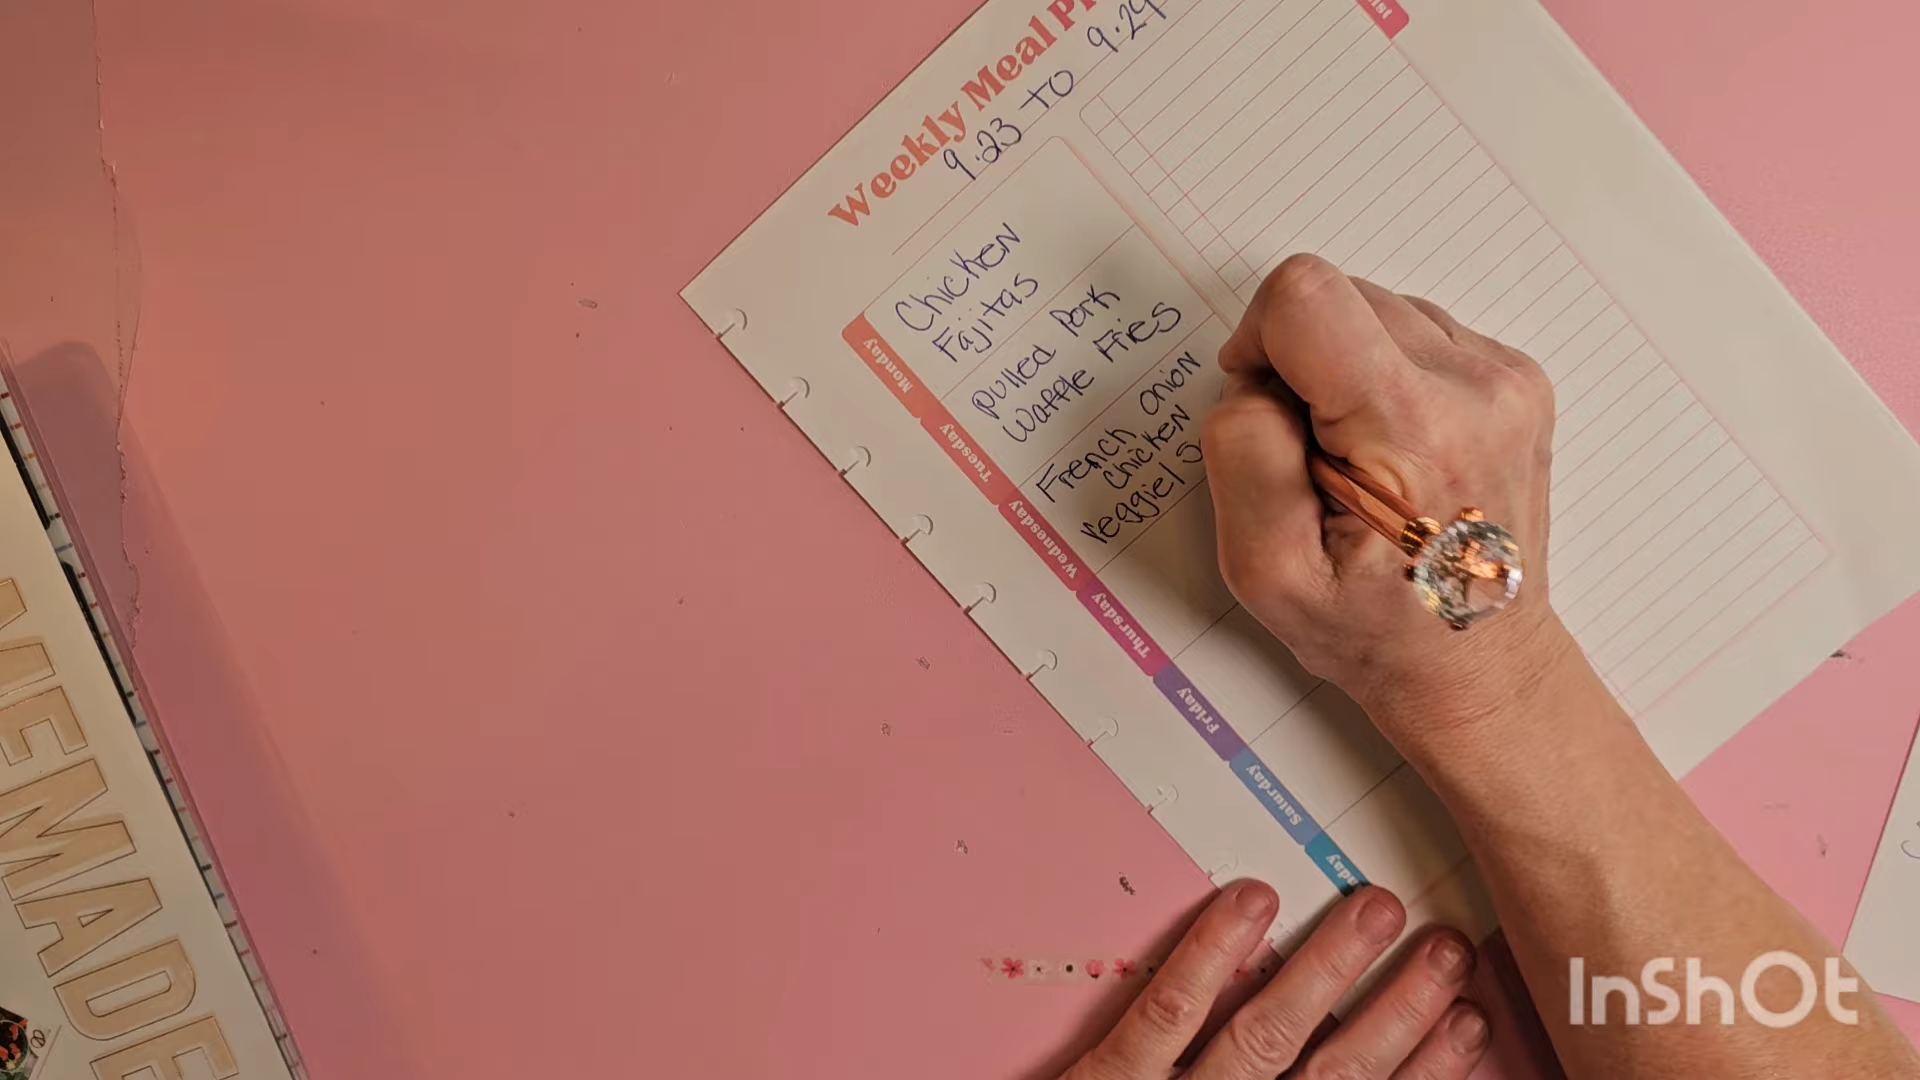 Weekly Meal
9.23 to 9.29
Monday
Chicken
Fajitas
Tuesday
Pulled Pork
Waffle Fries
Wednesday
French Onion
Chicken
Veggie/
Thursday
Friday
Saturday
MADE
InShOt